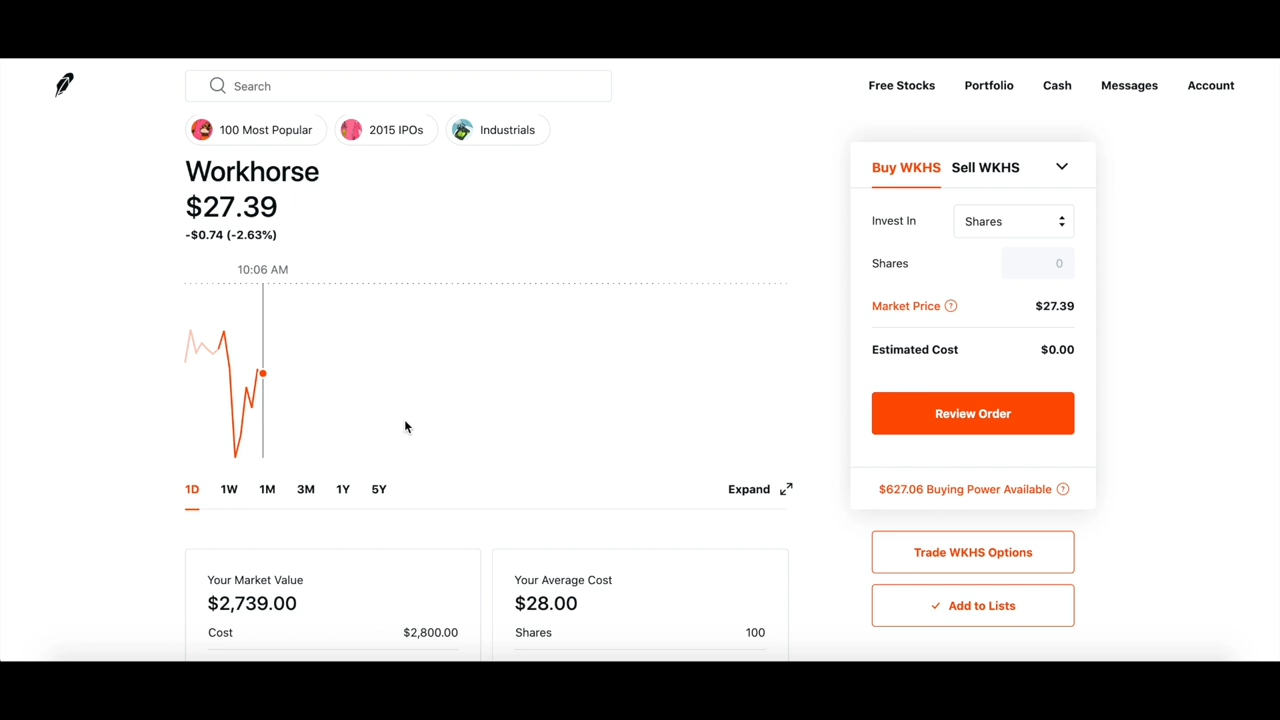 Search
Free Stocks Portfolio Cash Messages Account
100 Most Popular 2015 IPOs Industrials
Workhorse
$27.39
-$0.74 (-2.63%)
10:06 AM
1D 1W 1M 3M 1Y 5Y Expand
Your Market Value
$2,739.00
Cost $2,800.00
Your Average Cost
$28.00
Shares 100
Buy WKHS Sell WKHS
Invest In Shares
Shares 0
Market Price ? $27.39
Estimated Cost $0.00
Review Order
$627.06 Buying Power Available ?
Trade WKHS Options
Add to Lists